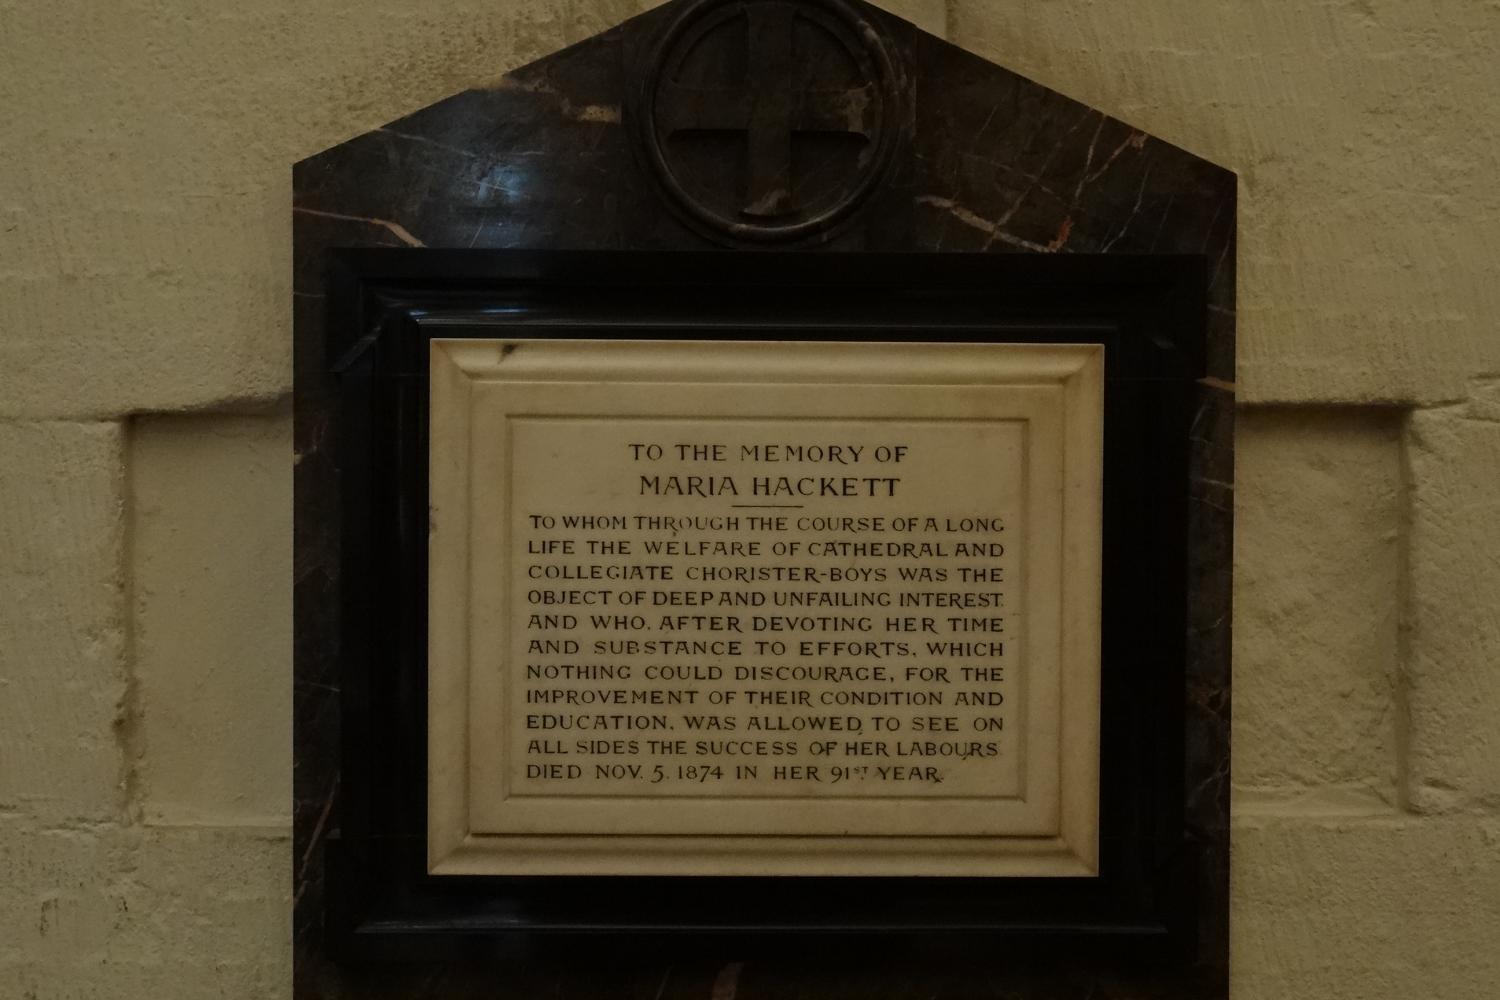 TO THE MEMORY OF
MARIA HACKETT
TO WHOM THROUGH THE COURSE OF A LONG
LIFE THE WELFARE OF CATHEDRAL AND
COLLEGIATE CHORISTER-BOYS WAS THE
OBJECT OF DEEP AND UNFAILING INTEREST.
AND WHO, AFTER DEVOTING HER TIME
AND SUBSTANCE TO EFFORTS, WHICH
NOTHING COULD DISCOURAGE, FOR THE
IMPROVEMENT OF THEIR CONDITION AND
EDUCATION, WAS ALLOWED TO SEE ON
ALL SIDES THE SUCCESS OF HER LABOURS
DIED NOV. 5. 1874 IN HER 91ST YEAR.